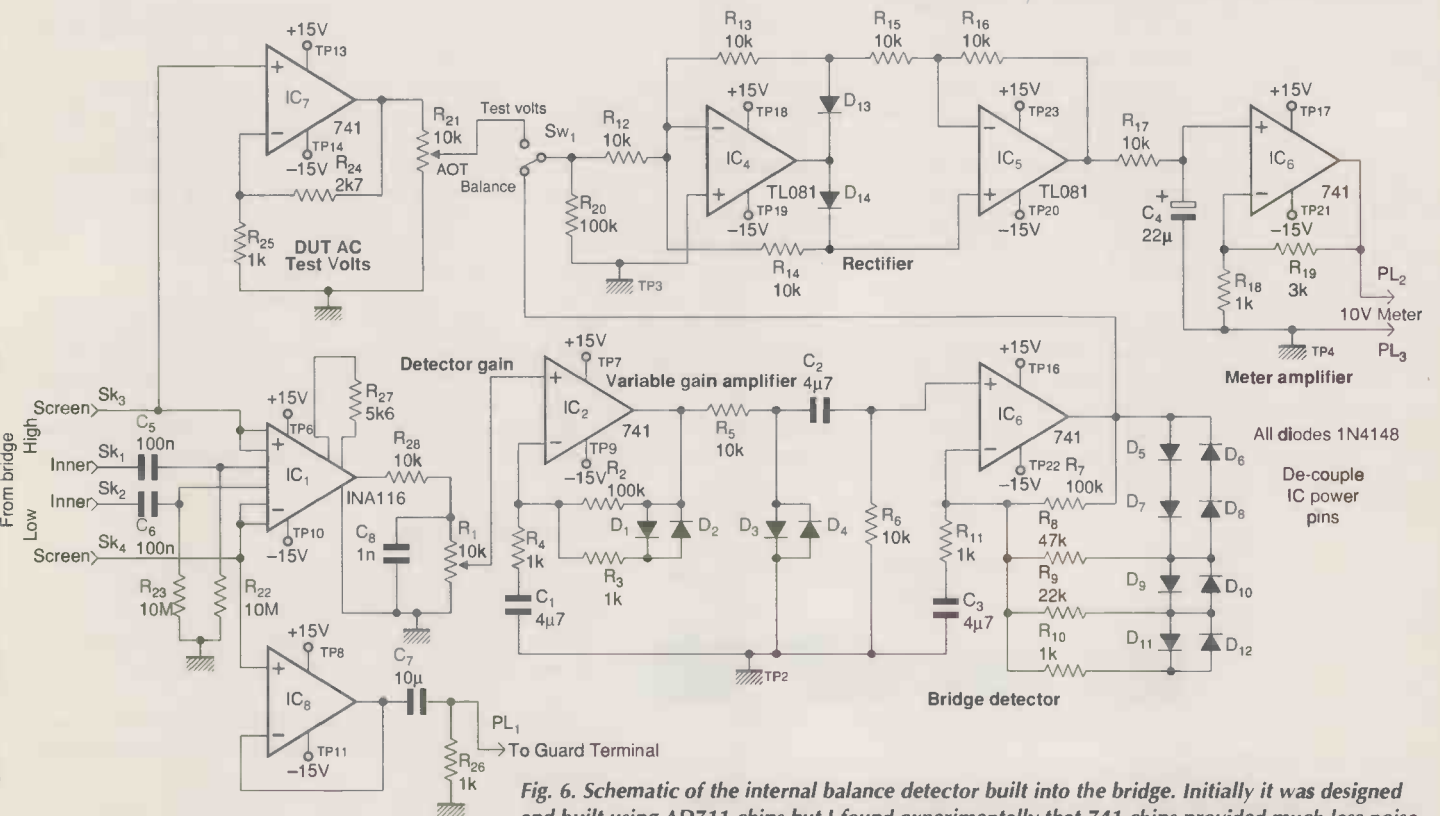 +15V
TP13
IC7
741
TP14
–15V
R24
2k7
R21
10k
AOT
Test volts
Sw1
Balance
R25
1k
DUT AC
Test Volts
R20
100k
R12
10k
TP3
R13
10k
+15V
TP18
IC4
TL081
TP19
–15V
D13
D14
R14
10k
Rectifier
R15
10k
R16
10k
+15V
TP23
IC5
TL081
TP20
–15V
R17
10k
+
C4
22µ
+15V
TP17
IC6
741
TP21
–15V
R19
3k
R18
1k
PL2
10V Meter
PL3
TP4
Meter amplifier
From bridge
High
Low
Screen
Sk3
C5
100n
Inner
Sk1
Inner
Sk2
C6
100n
Screen
Sk4
R23
10M
R22
10M
+15V
TP6
IC1
INA116
TP10
–15V
R27
5k6
R28
10k
C8
1n
R1
10k
Detector gain
+15V
TP7
IC2
741
TP9
–15V
Variable gain amplifier
R2
100k
D1
D2
R3
1k
R4
1k
C1
4µ7
R5
10k
C2
4µ7
D3
D4
R6
10k
TP2
+15V
TP16
IC6
741
TP22
–15V
R7
100k
R8
47k
R9
22k
R10
1k
R11
1k
C3
4µ7
D5
D6
D7
D8
D9
D10
D11
D12
Bridge detector
All diodes 1N4148
De-couple
IC power
pins
+15V
TP8
IC8
TP11
–15V
C7
10µ
R26
1k
PL1
To Guard Terminal
Fig. 6. Schematic of the internal balance detector built into the bridge. Initially it was designed
and built using AD711 chips but I found experimentally that 741 chips provided much less noise